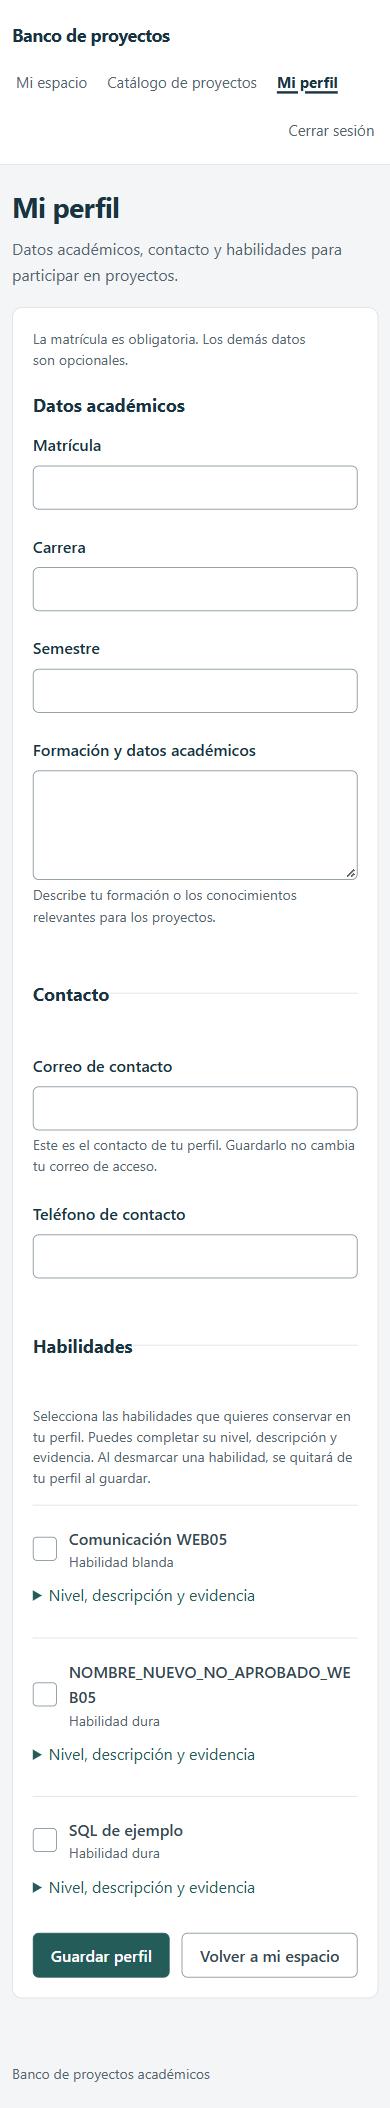 Banco de proyectos
Mi espacio Catálogo de proyectos Mi perfil
Cerrar sesión
Mi perfil
Datos académicos, contacto y habilidades para
participar en proyectos.
La matrícula es obligatoria. Los demás datos
son opcionales.
Datos académicos
Matrícula
Carrera
Semestre
Formación y datos académicos
Describe tu formación o los conocimientos
relevantes para los proyectos.
Contacto
Correo de contacto
Este es el contacto de tu perfil. Guardarlo no cambia
tu correo de acceso.
Teléfono de contacto
Habilidades
Selecciona las habilidades que quieres conservar en
tu perfil. Puedes completar su nivel, descripción y
evidencia. Al desmarcar una habilidad, se quitará de
tu perfil al guardar.
Comunicación WEB05
Habilidad blanda
Nivel, descripción y evidencia
NOMBRE_NUEVO_NO_APROBADO_WE
B05
Habilidad dura
Nivel, descripción y evidencia
SQL de ejemplo
Habilidad dura
Nivel, descripción y evidencia
Guardar perfil Volver a mi espacio
Banco de proyectos académicos